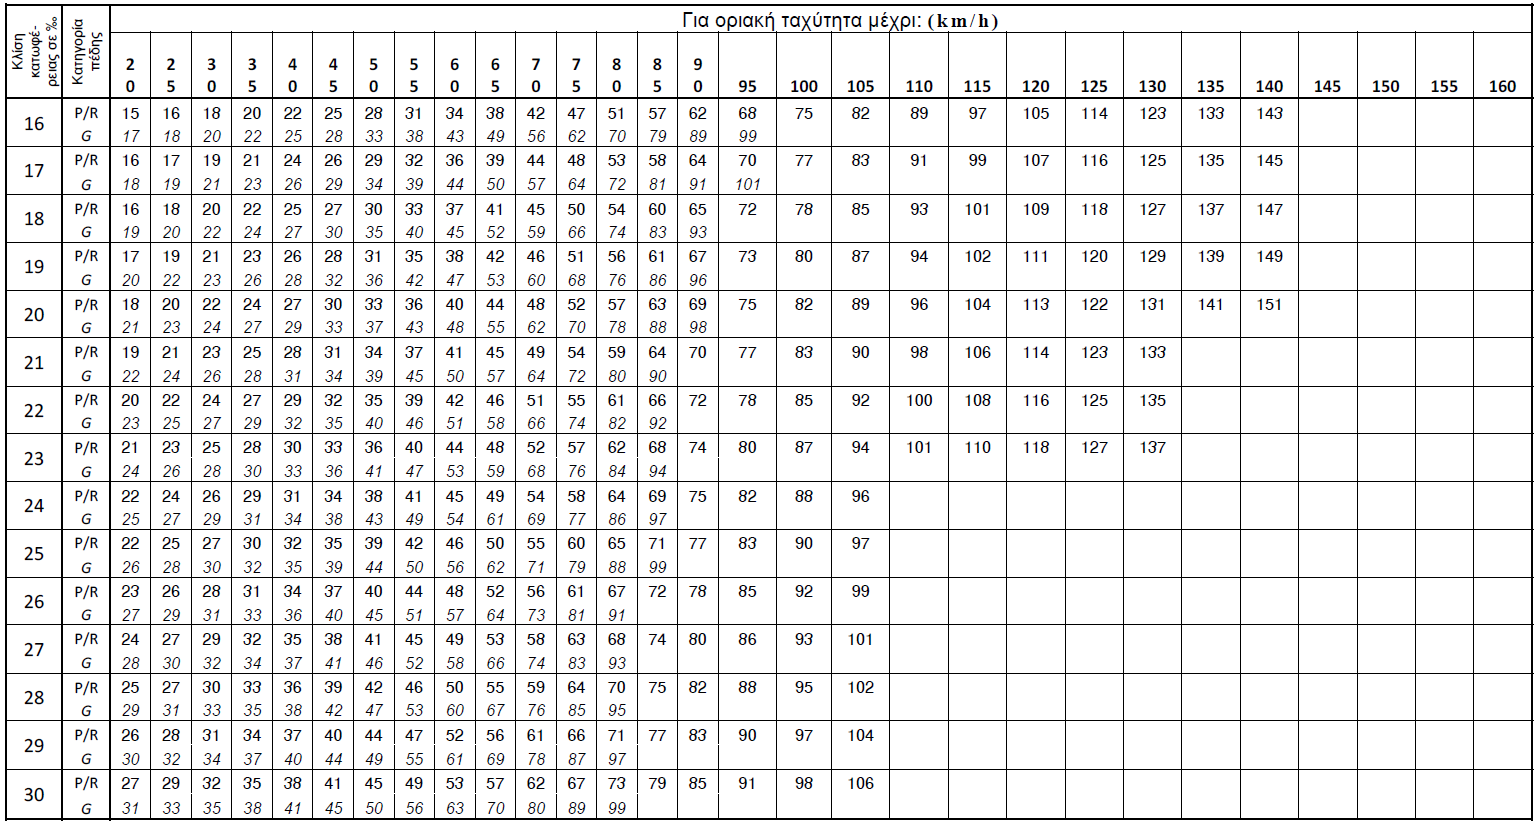 Κλίση κατωφέ-ρειας σε ‰
Κατηγορία πέδης
Για οριακή ταχύτητα μέχρι: (km/h)
20 25 30 35 40 45 50 55 60 65 70 75 80 85 90 95 100 105 110 115 120 125 130 135 140 145 150 155 160
16 P/R 15 16 18 20 22 25 28 31 34 38 42 47 51 57 62 68 75 82 89 97 105 114 123 133 143
G 17 18 20 22 25 28 33 38 43 49 56 62 70 79 89 99
17 P/R 16 17 19 21 24 26 29 32 36 39 44 48 53 58 64 70 77 83 91 99 107 116 125 135 145
G 18 19 21 23 26 29 34 39 44 50 57 64 72 81 91 101
18 P/R 16 18 20 22 25 27 30 33 37 41 45 50 54 60 65 72 78 85 93 101 109 118 127 137 147
G 19 20 22 24 27 30 35 40 45 52 59 66 74 83 93
19 P/R 17 19 21 23 26 28 31 35 38 42 46 51 56 61 67 73 80 87 94 102 111 120 129 139 149
G 20 22 23 26 28 32 36 42 47 53 60 68 76 86 96
20 P/R 18 20 22 24 27 30 33 36 40 44 48 52 57 63 69 75 82 89 96 104 113 122 131 141 151
G 21 23 24 27 29 33 37 43 48 55 62 70 78 88 98
21 P/R 19 21 23 25 28 31 34 37 41 45 49 54 59 64 70 77 83 90 98 106 114 123 133
G 22 24 26 28 31 34 39 45 50 57 64 72 80 90
22 P/R 20 22 24 27 29 32 35 39 42 46 51 55 61 66 72 78 85 92 100 108 116 125 135
G 23 25 27 29 32 35 40 46 51 58 66 74 82 92
23 P/R 21 23 25 28 30 33 36 40 44 48 52 57 62 68 74 80 87 94 101 110 118 127 137
G 24 26 28 30 33 36 41 47 53 59 68 76 84 94
24 P/R 22 24 26 29 31 34 38 41 45 49 54 58 64 69 75 82 88 96
G 25 27 29 31 34 38 43 49 54 61 69 77 86 97
25 P/R 22 25 27 30 32 35 39 42 46 50 55 60 65 71 77 83 90 97
G 26 28 30 32 35 39 44 50 56 62 71 79 88 99
26 P/R 23 26 28 31 34 37 40 44 48 52 56 61 67 72 78 85 92 99
G 27 29 31 33 36 40 45 51 57 64 73 81 91
27 P/R 24 27 29 32 35 38 41 45 49 53 58 63 68 74 80 86 93 101
G 28 30 32 34 37 41 46 52 58 66 74 83 93
28 P/R 25 27 30 33 36 39 42 46 50 55 59 64 70 75 82 88 95 102
G 29 31 33 35 38 42 47 53 60 67 76 85 95
29 P/R 26 28 31 34 37 40 44 47 52 56 61 66 71 77 83 90 97 104
G 30 32 34 37 40 44 49 55 61 69 78 87 97
30 P/R 27 29 32 35 38 41 45 49 53 57 62 67 73 79 85 91 98 106
G 31 33 35 38 41 45 50 56 63 70 80 89 99